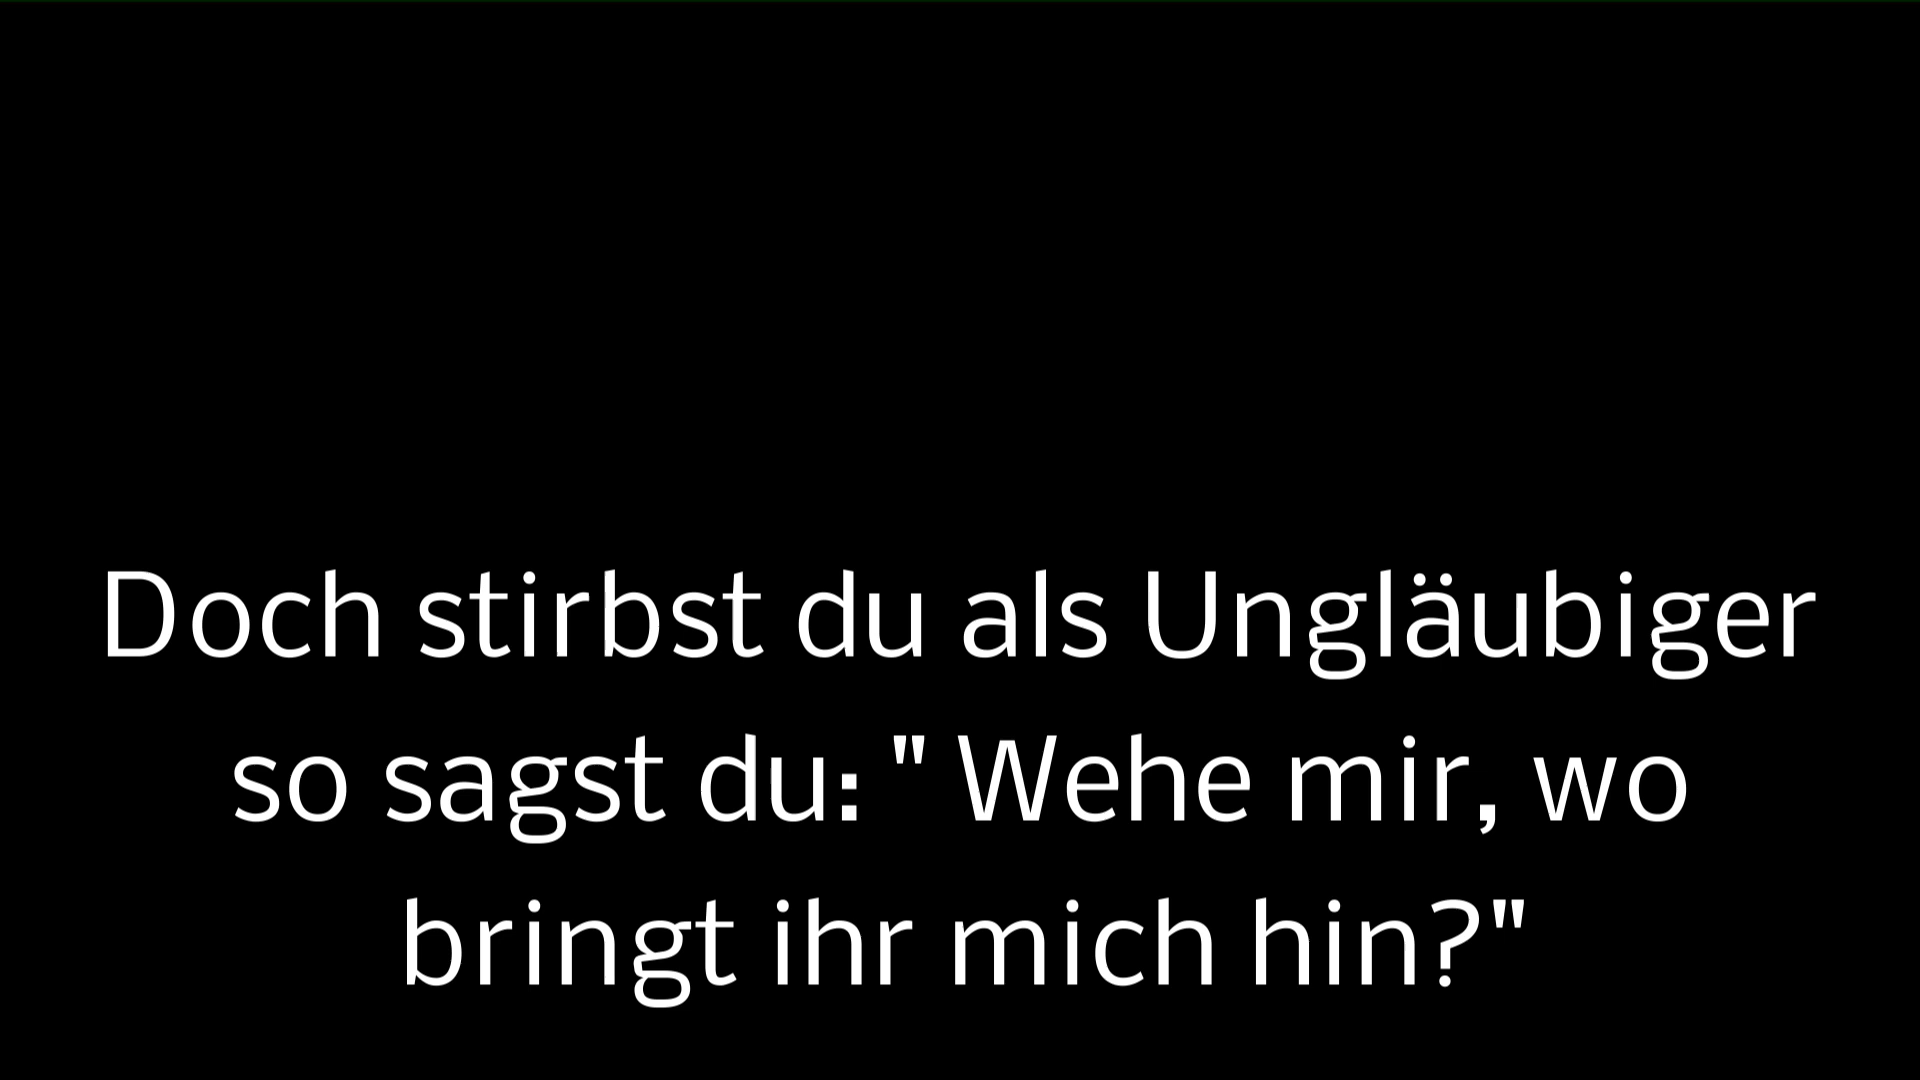 Doch stirbst du als Ungläubiger
so sagst du: " Wehe mir, wo
bringt ihr mich hin?"